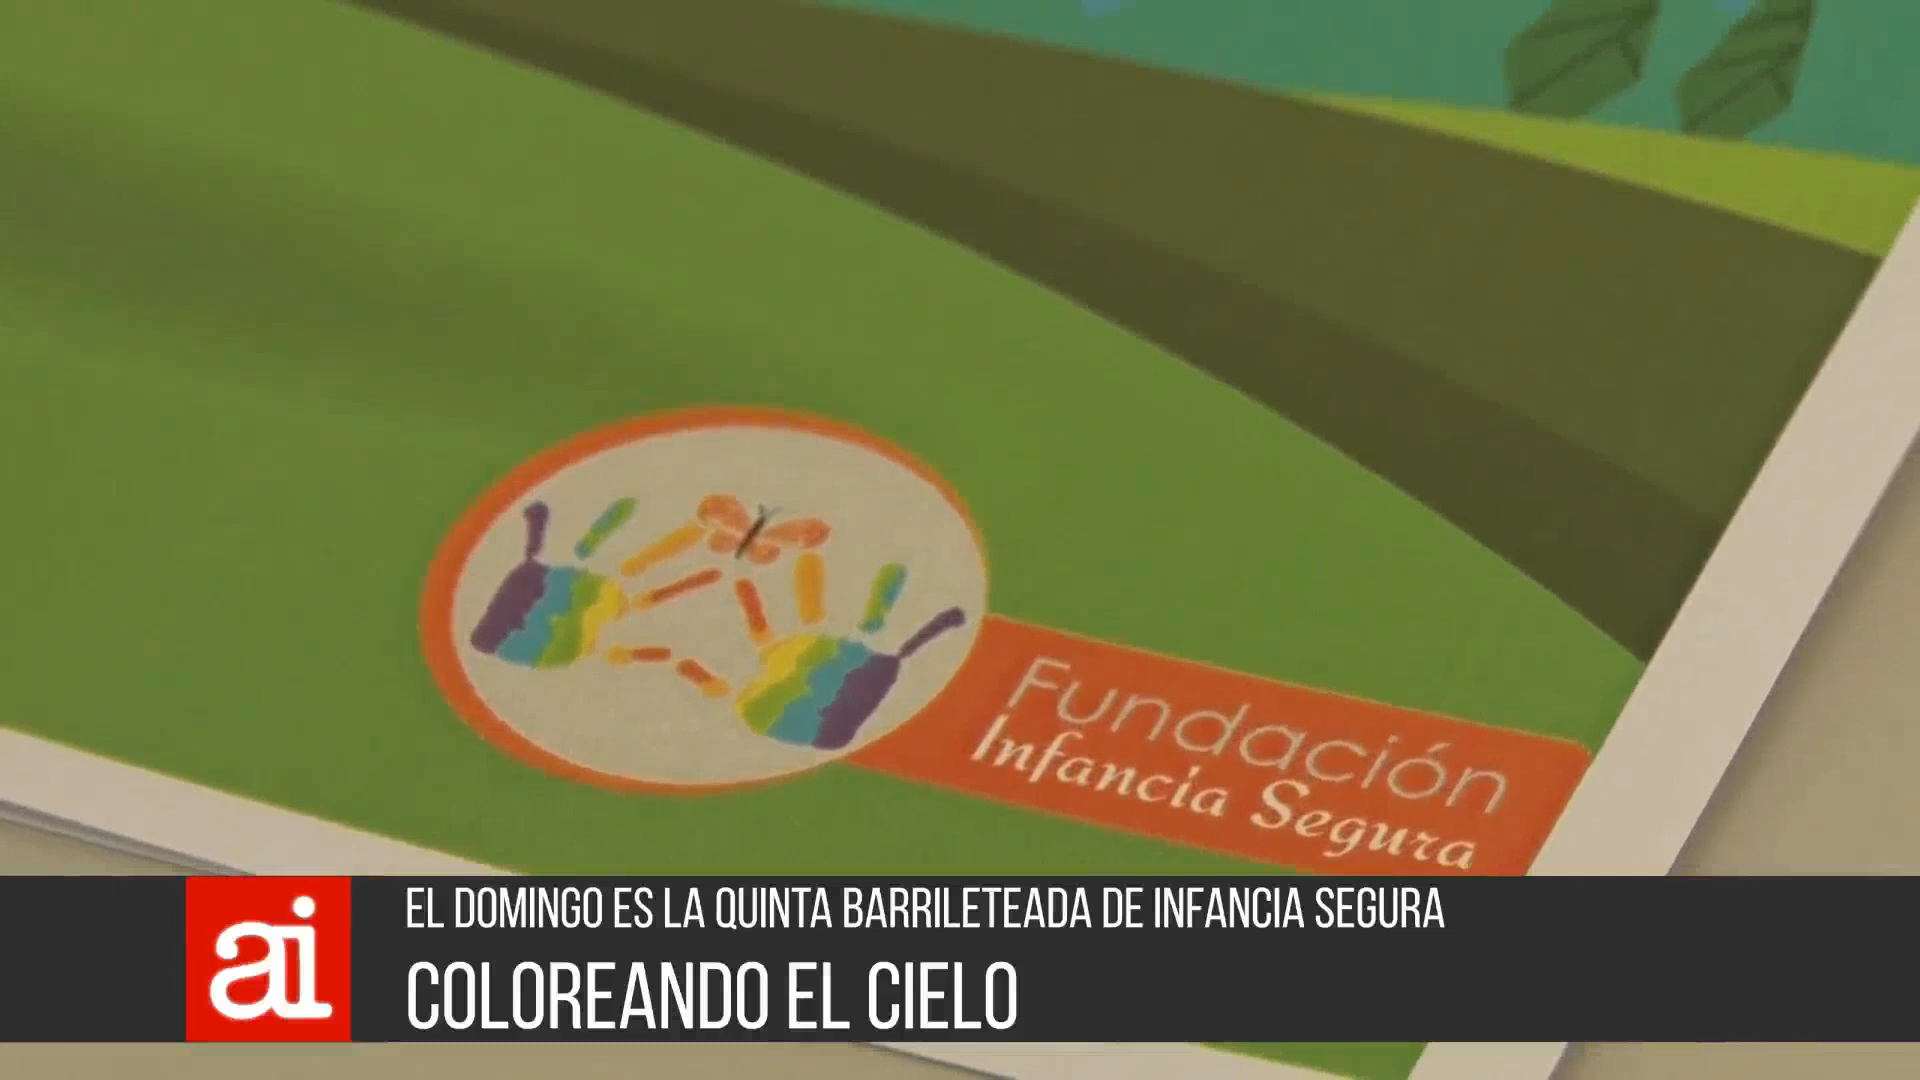 Fundación
Infancia Segura
ai
EL DOMINGO ES LA QUINTA BARRILETEADA DE INFANCIA SEGURA
COLOREANDO EL CIELO